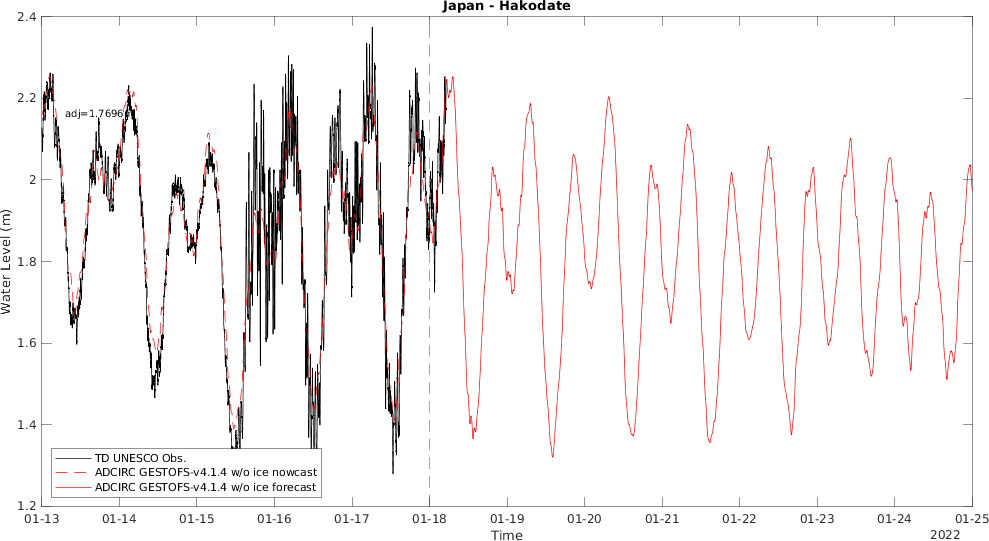 Japan - Hakodate
2.4
2.2
2
1.8
1.6
1.4
1.2
Water Level (m)
adj=1.7696
TD UNESCO Obs.
ADCIRC GESTOFS-v4.1.4 w/o ice nowcast
ADCIRC GESTOFS-v4.1.4 w/o ice forecast
01-13 01-14 01-15 01-16 01-17 01-18 01-19 01-20 01-21 01-22 01-23 01-24 01-25
Time
2022